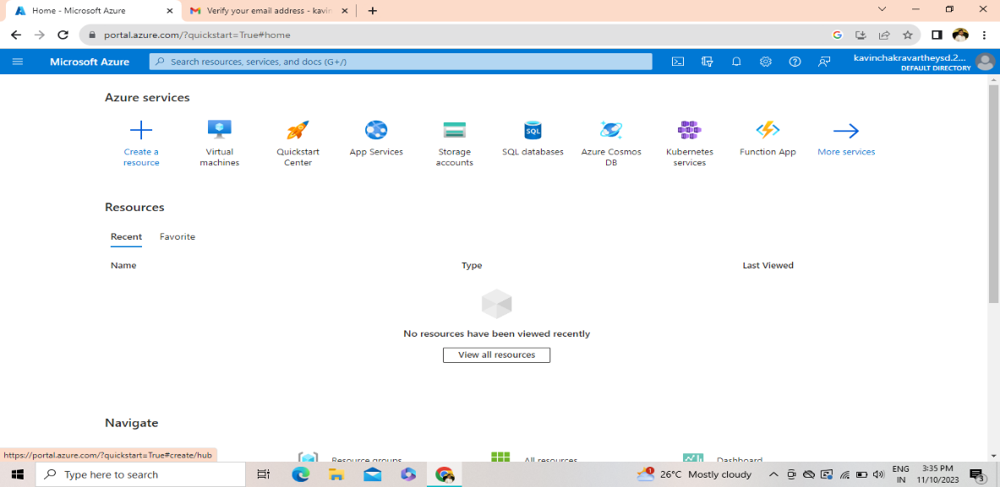 Home - Microsoft Azure
Verify your email address - kavin
portal.azure.com/?quickstart=True#home
Microsoft Azure
Search resources, services, and docs (G+/)
kavinchakravartheysd.2...
DEFAULT DIRECTORY
Azure services
Create a resource
Virtual machines
Quickstart Center
App Services
Storage accounts
SQL
SQL databases
Azure Cosmos DB
Kubernetes services
Function App
More services
Resources
Recent
Favorite
Name
Type
Last Viewed
No resources have been viewed recently
View all resources
Navigate
https://portal.azure.com/?quickstart=True#create/hub
Resource groups
All resources
Dashboard
Type here to search
1
26°C Mostly cloudy
ENG
IN
3:35 PM
11/10/2023
3